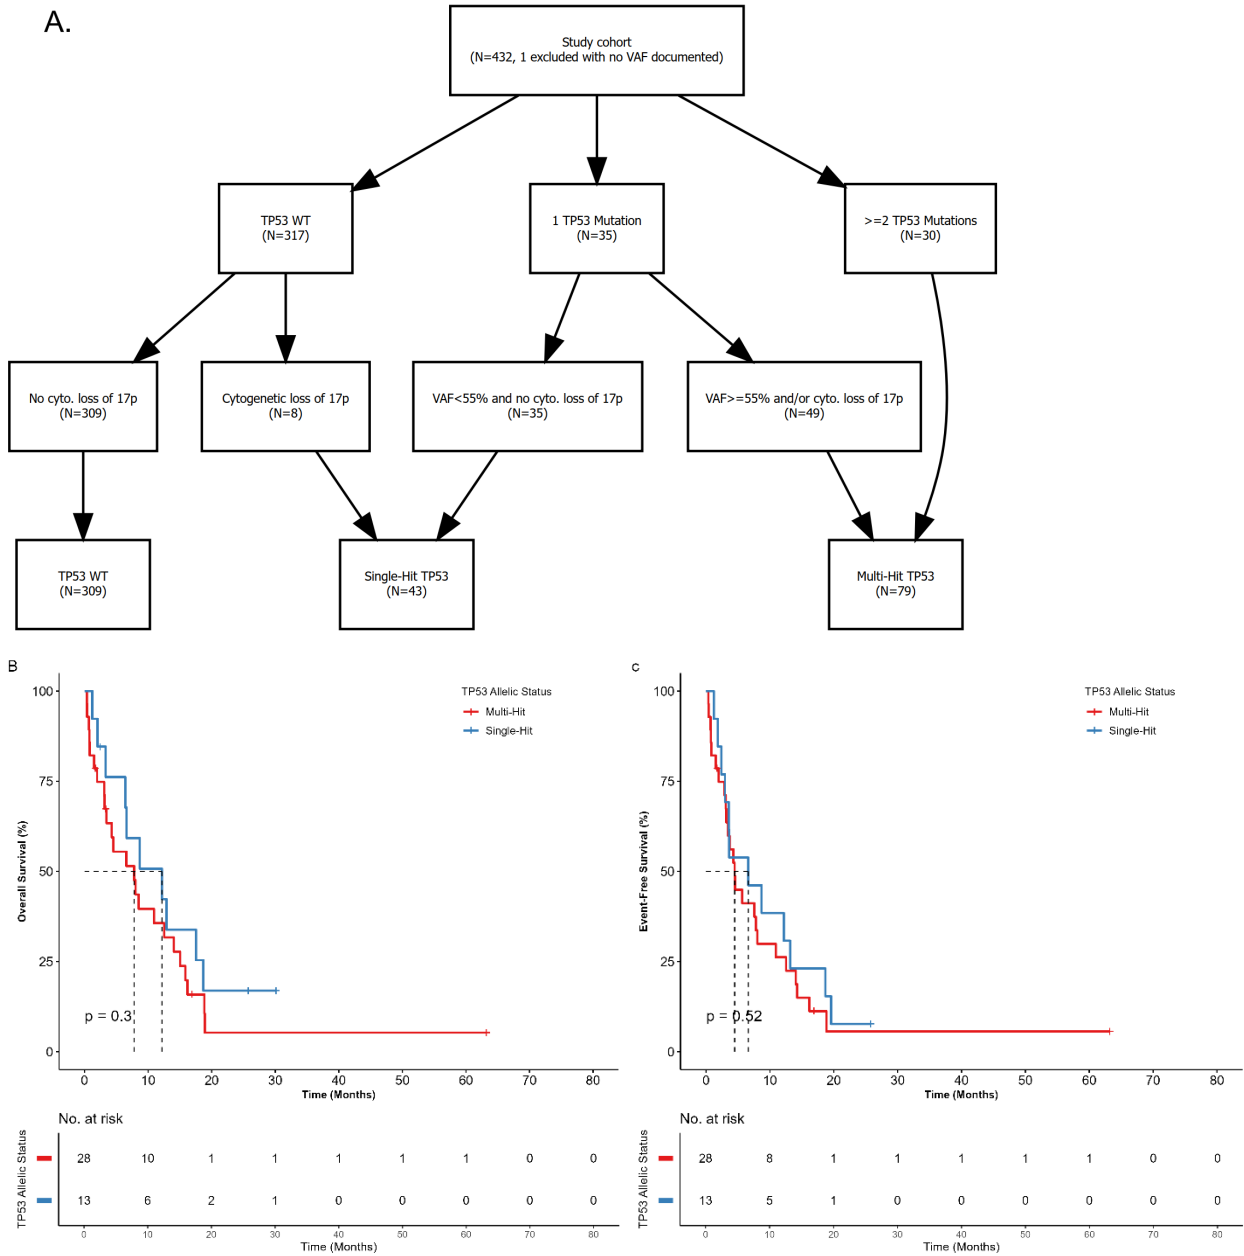 A.
Study cohort
(N=432, 1 excluded with no VAF documented)
TP53 WT
(N=317)
1 TP53 Mutation
(N=35)
>=2 TP53 Mutations
(N=30)
No cyto. loss of 17p
(N=309)
Cytogenetic loss of 17p
(N=8)
VAF<55% and no cyto. loss of 17p
(N=35)
VAF>=55% and/or cyto. loss of 17p
(N=49)
TP53 WT
(N=309)
Single-Hit TP53
(N=43)
Multi-Hit TP53
(N=79)
B
TP53 Allelic Status
Multi-Hit
Single-Hit
Overall Survival (%)
100
75
50
25
0
p = 0.3
0 10 20 30 40 50 60 70 80
Time (Months)
No. at risk
TP53 Allelic Status
28 10 1 1 1 1 1 0 0
13 6 2 1 0 0 0 0 0
0 10 20 30 40 50 60 70 80
Time (Months)
c
TP53 Allelic Status
Multi-Hit
Single-Hit
Event-Free Survival (%)
100
75
50
25
0
p = 0.52
0 10 20 30 40 50 60 70 80
Time (Months)
No. at risk
TP53 Allelic Status
28 8 1 1 1 1 1 0 0
13 5 1 0 0 0 0 0 0
0 10 20 30 40 50 60 70 80
Time (Months)